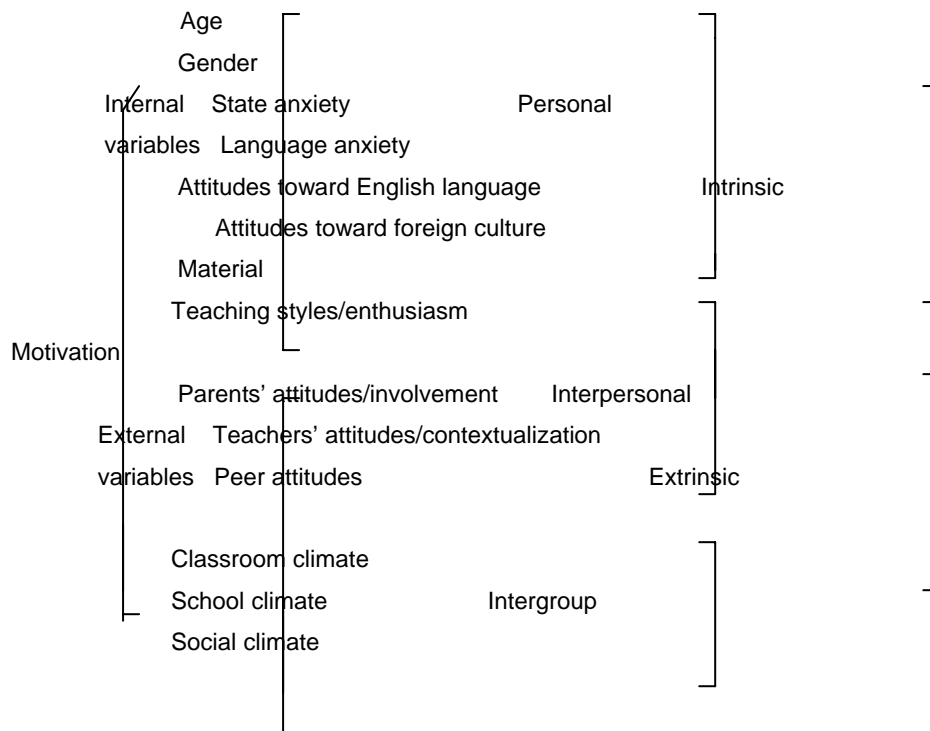 Age
Gender
Internal State anxiety Personal
variables Language anxiety
Attitudes toward English language Intrinsic
Attitudes toward foreign culture
Material
Teaching styles/enthusiasm
Motivation
Parents' attitudes/involvement Interpersonal
External Teachers' attitudes/contextualization
variables Peer attitudes Extrinsic
Classroom climate
School climate Intergroup
Social climate